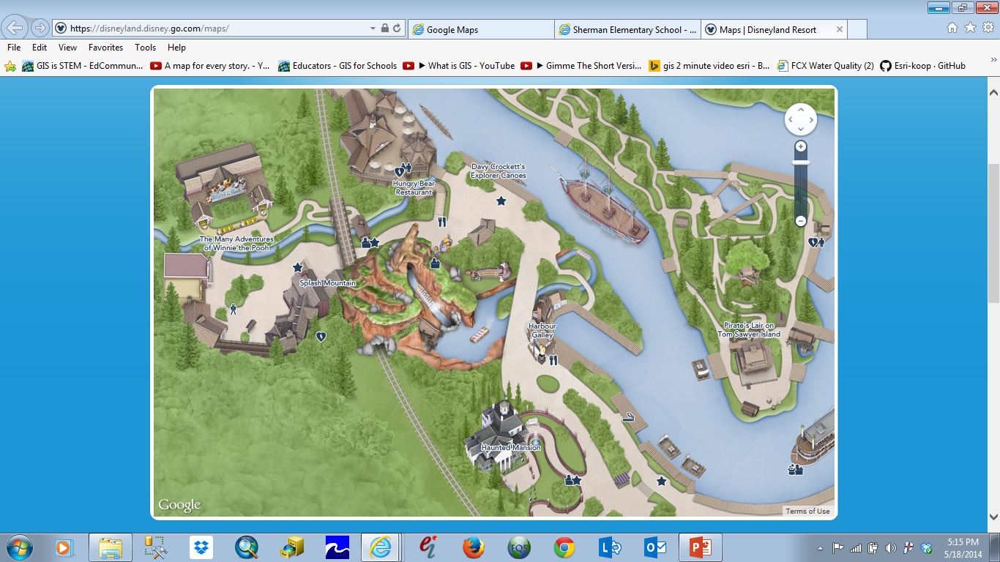 https://disneyland.disney.go.com/maps/
Google Maps
Sherman Elementary School - ...
Maps | Disneyland Resort
File Edit View Favorites Tools Help
GIS is STEM - EdCommun...
A map for every story. - Y...
Educators - GIS for Schools
► What is GIS - YouTube
► Gimme The Short Versi...
gis 2 minute video esri - B...
FCX Water Quality (2)
Esri-koop · GitHub
Davy Crockett's
Explorer Canoes
Hungry Bear
Restaurant
The Many Adventures
of Winnie the Pooh
Splash Mountain
Harbour
Galley
Pirate's Lair on
Tom Sawyer Island
Haunted Mansion
Google
Terms of Use
5:15 PM
5/18/2014